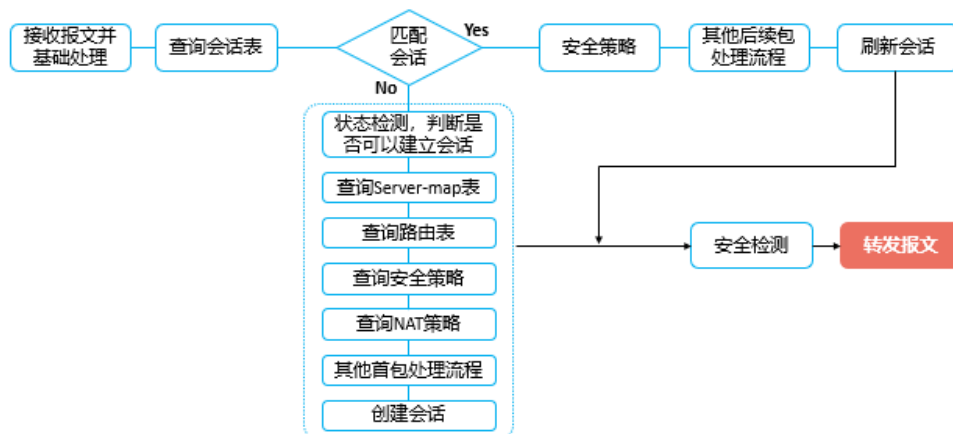 接收报文并
基础处理
查询会话表
匹配
会话
Yes
安全策略
其他后续包
处理流程
刷新会话
No
状态检测，判断是
否可以建立会话
查询Server-map表
查询路由表
查询安全策略
查询NAT策略
其他首包处理流程
创建会话
安全检测
转发报文